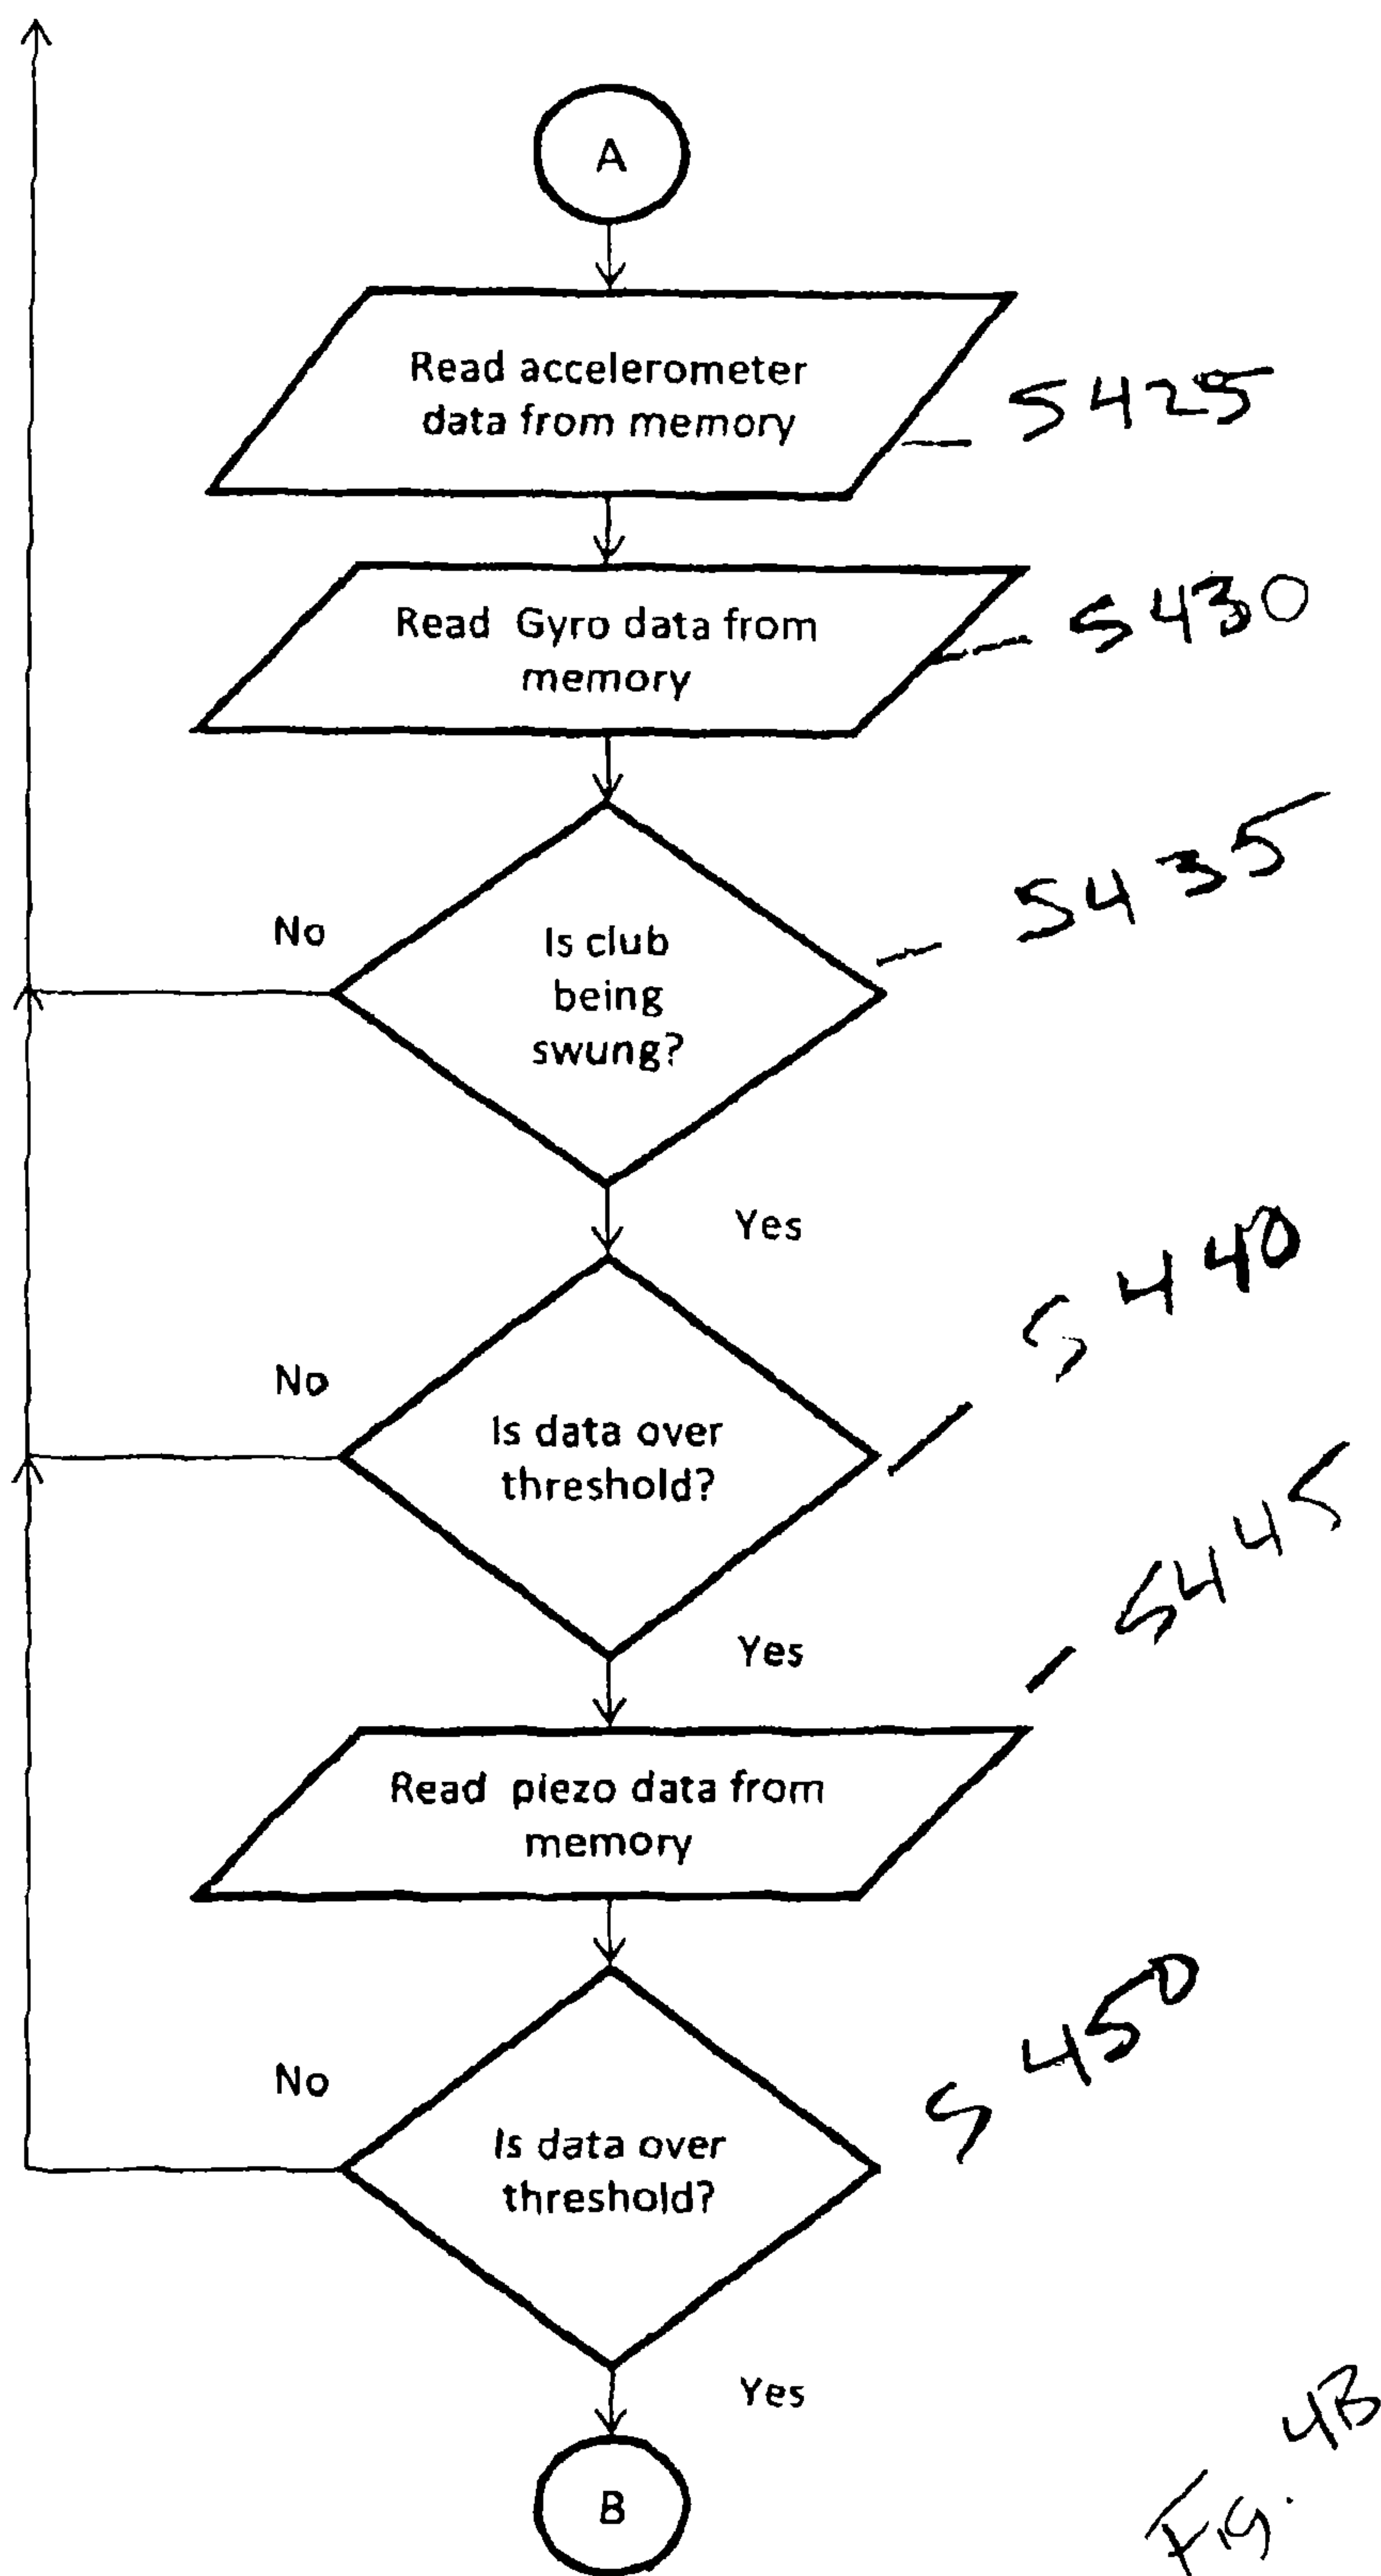 A
Read accelerometer
data from memory
S425
Read Gyro data from
memory
S430
Is club
being
swung?
No
S435
Yes
Is data over
threshold?
No
S440
Yes
Read piezo data from
memory
S445
Is data over
threshold?
No
S450
Yes
B
Fig. 4B